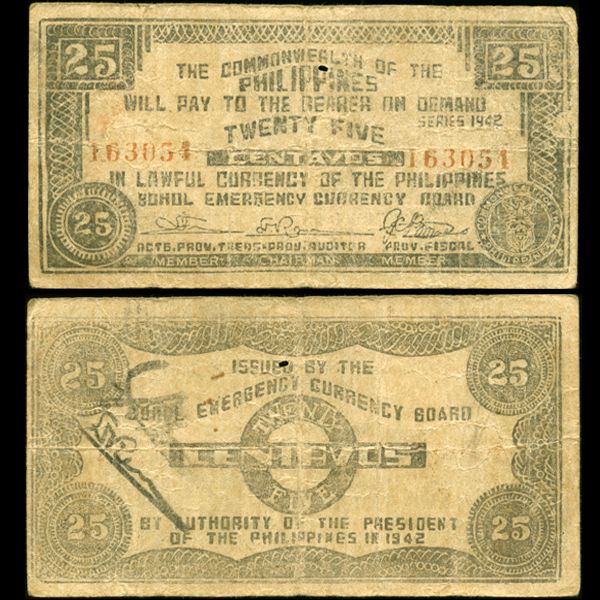 25 25
THE COMMONWEALTH OF THE
PHILIPPINES
WILL PAY TO THE BEARER ON DEMAND
SERIES 1942
TWENTY FIVE
163054 CENTAVOS 163054
IN LAWFUL CURRENCY OF THE PHILIPPINES
BOHOL EMERGENCY CURRENCY BOARD
25
ACTG. PROV. TREAS. PROV. AUDITOR PROV. FISCAL
MEMBER CHAIRMAN MEMBER
25 25
ISSUED BY THE
BOHOL EMERGENCY CURRENCY BOARD
TWENTY
CENTAVOS
FIVE
25 25
BY AUTHORITY OF THE PRESIDENT
OF THE PHILIPPINES IN 1942